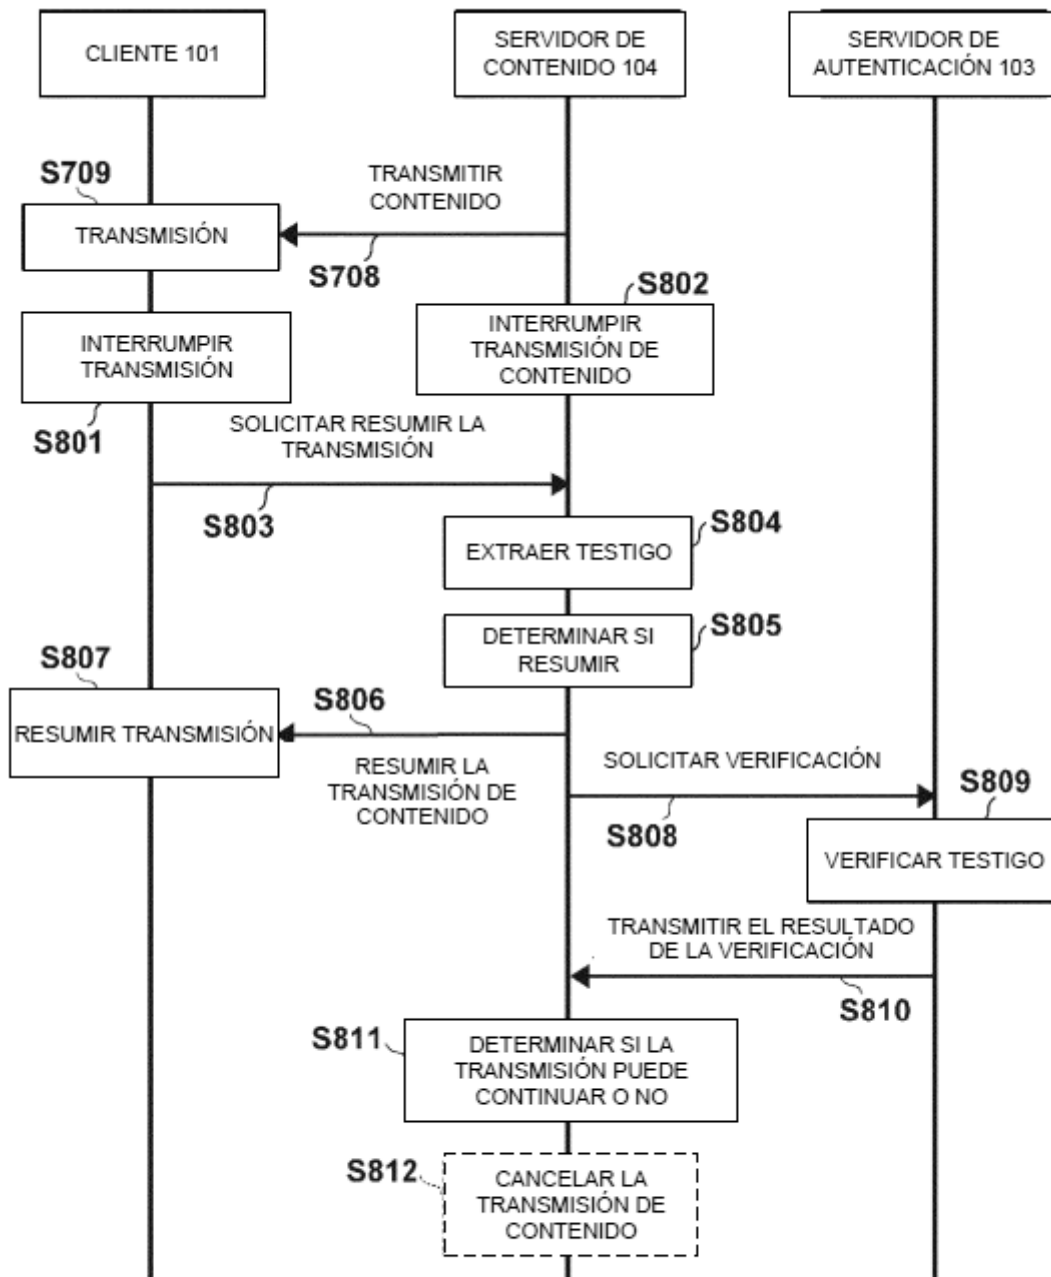 CLIENTE 101
SERVIDOR DE
CONTENIDO 104
SERVIDOR DE
AUTENTICACIÓN 103
S709
TRANSMITIR
CONTENIDO
TRANSMISIÓN
S708
S802
INTERRUMPIR
TRANSMISIÓN
INTERRUMPIR
TRANSMISIÓN DE
CONTENIDO
S801
SOLICITAR RESUMIR LA
TRANSMISIÓN
S803
S804
EXTRAER TESTIGO
S805
DETERMINAR SI
RESUMIR
S807
S806
RESUMIR TRANSMISIÓN
RESUMIR LA
TRANSMISIÓN DE
CONTENIDO
SOLICITAR VERIFICACIÓN
S808
S809
VERIFICAR TESTIGO
TRANSMITIR EL RESULTADO
DE LA VERIFICACIÓN
S810
S811
DETERMINAR SI LA
TRANSMISIÓN PUEDE
CONTINUAR O NO
S812
CANCELAR LA
TRANSMISIÓN DE
CONTENIDO